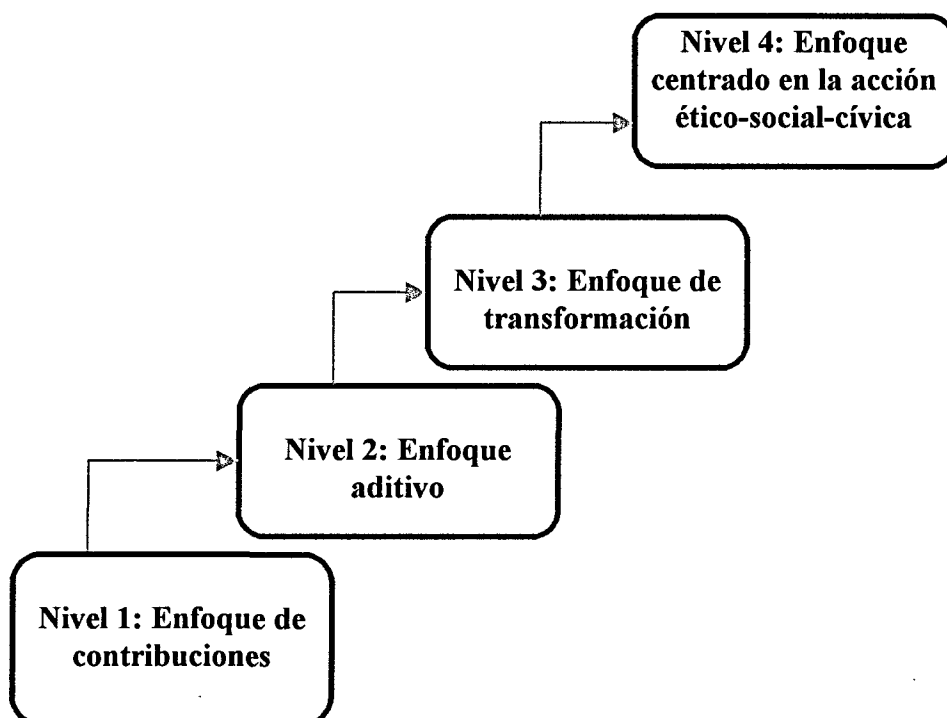 Nivel 4: Enfoque
centrado en la acción
ético-social-cívica
Nivel 3: Enfoque de
transformación
Nivel 2: Enfoque
aditivo
Nivel 1: Enfoque de
contribuciones